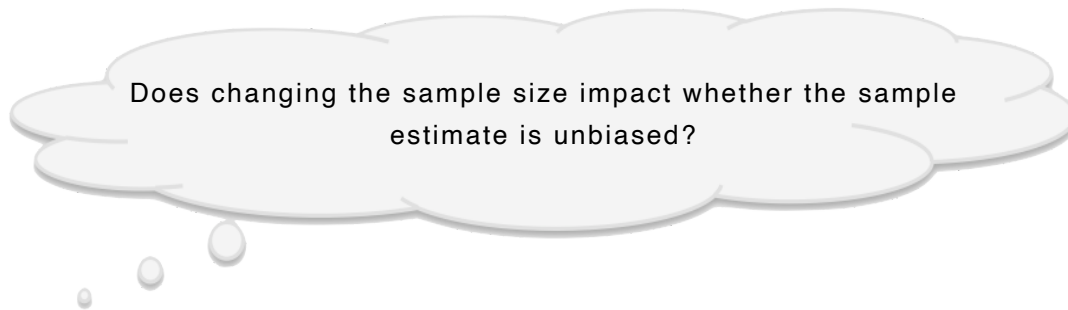 Does changing the sample size impact whether the sample
estimate is unbiased?